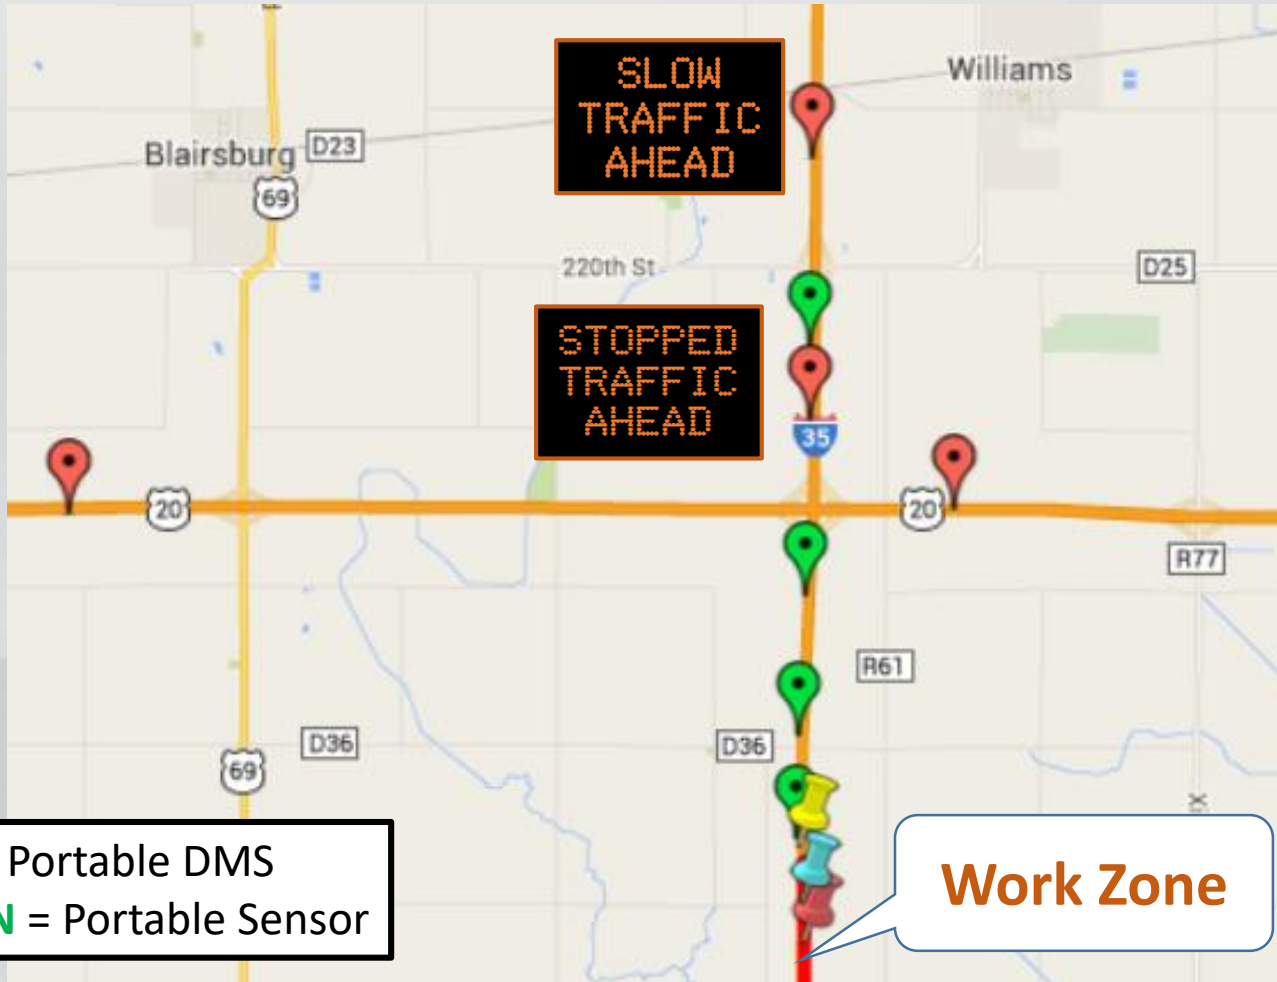 SLOW
TRAFFIC
AHEAD
Williams
Blairsburg
D23
69
220th St
D25
STOPPED
TRAFFIC
AHEAD
35
20
20
R77
R61
D36
D36
69
Portable DMS
N = Portable Sensor
Work Zone